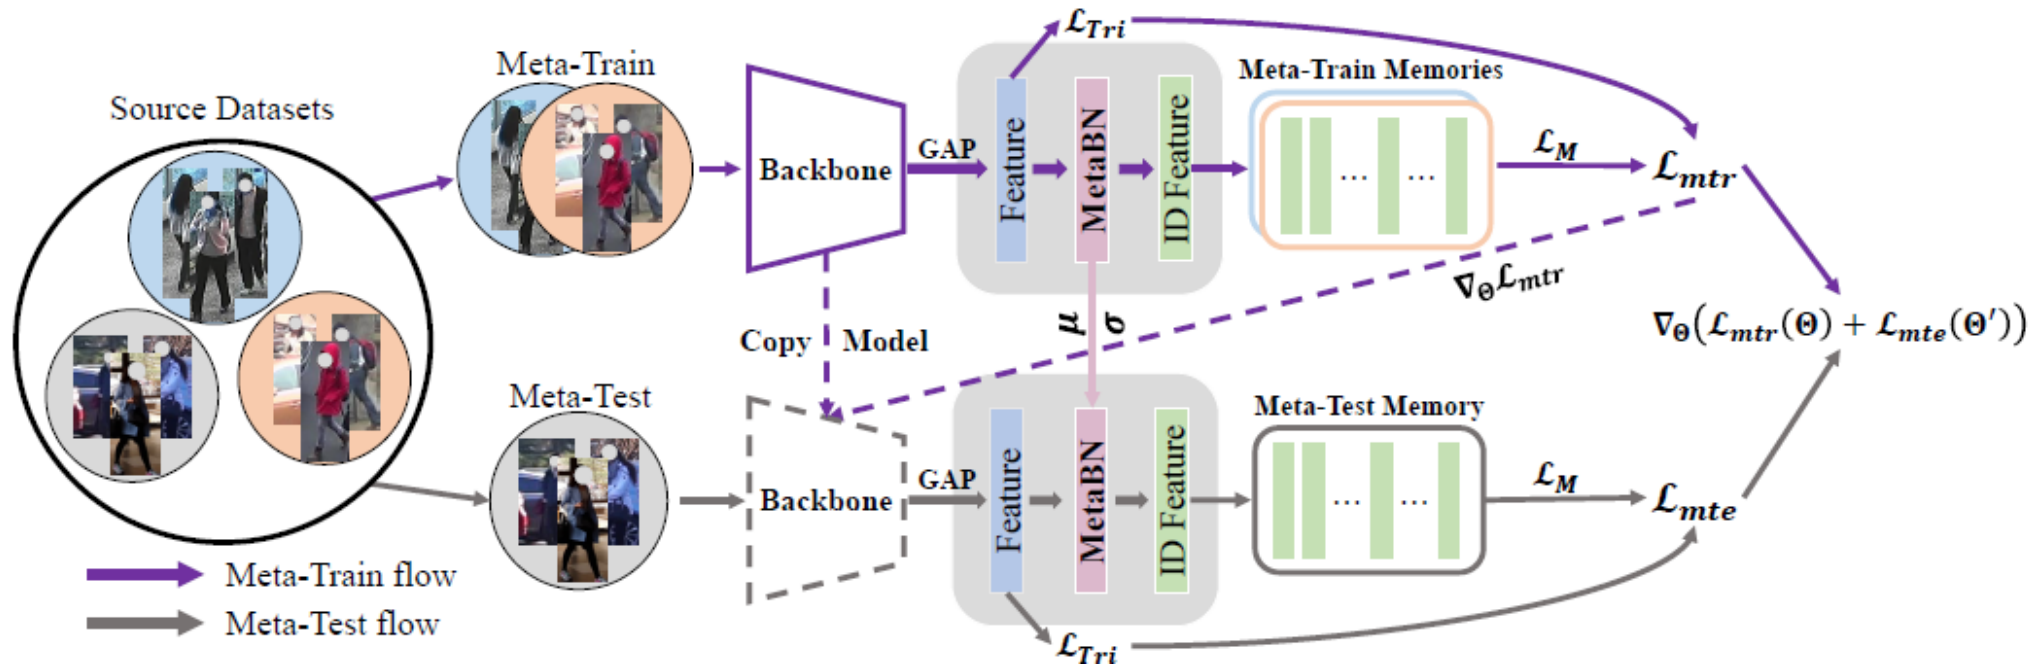 Source Datasets
Meta-Train
Backbone
GAP
Feature
MetaBN
ID Feature
ℒ_Tri
Meta-Train Memories
... ...
ℒ_M
ℒ_mtr
∇_Θ ℒ_mtr
Copy Model
μ σ
∇_Θ(ℒ_mtr(Θ) + ℒ_mte(Θ′))
Meta-Test
Backbone
GAP
Feature
MetaBN
ID Feature
Meta-Test Memory
... ...
ℒ_M
ℒ_mte
ℒ_Tri
Meta-Train flow
Meta-Test flow